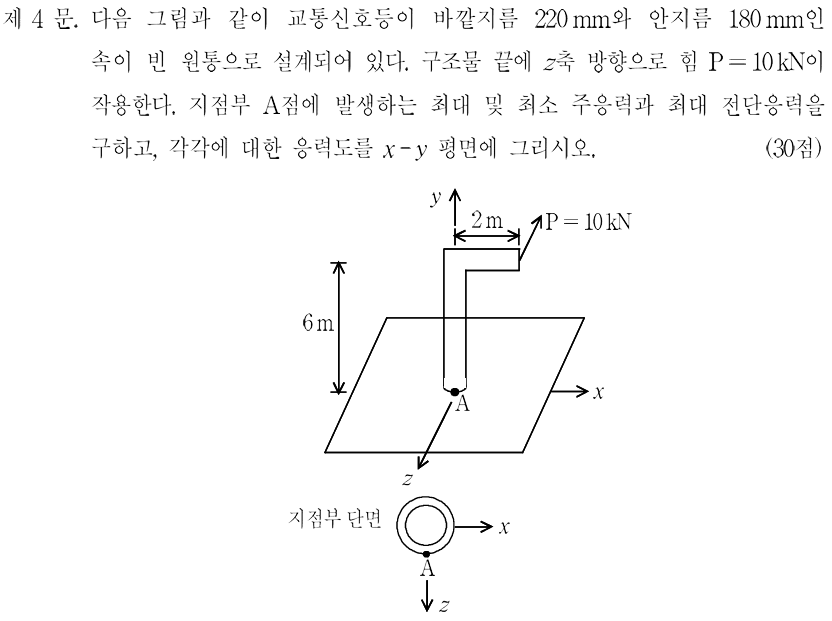 제 4 문. 다음 그림과 같이 교통신호등이 바깥지름 220 mm와 안지름 180 mm인
속이 빈 원통으로 설계되어 있다. 구조물 끝에 z축 방향으로 힘 P = 10 kN이
작용한다. 지점부 A점에 발생하는 최대 및 최소 주응력과 최대 전단응력을
구하고, 각각에 대한 응력도를 x - y 평면에 그리시오. (30점)
y
2 m
P = 10 kN
6 m
A
x
z
지점부 단면
x
A
z